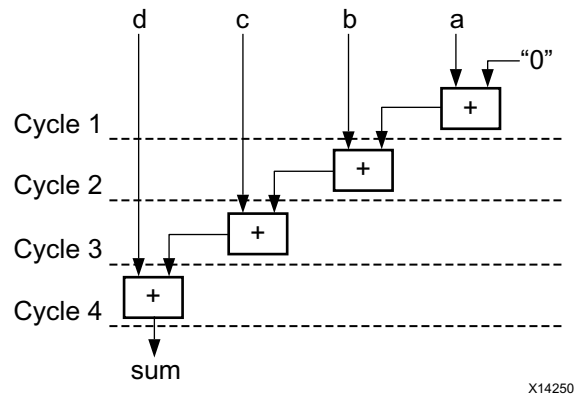 d c b a
“0”
+
Cycle 1
+
Cycle 2
+
Cycle 3
+
Cycle 4
sum
X14250